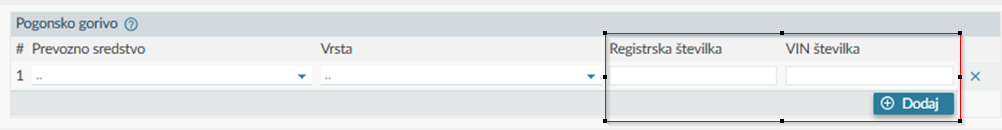 Pogonsko gorivo ?
# Prevozno sredstvo Vrsta Registrska številka VIN številka
1 .. ..
Dodaj